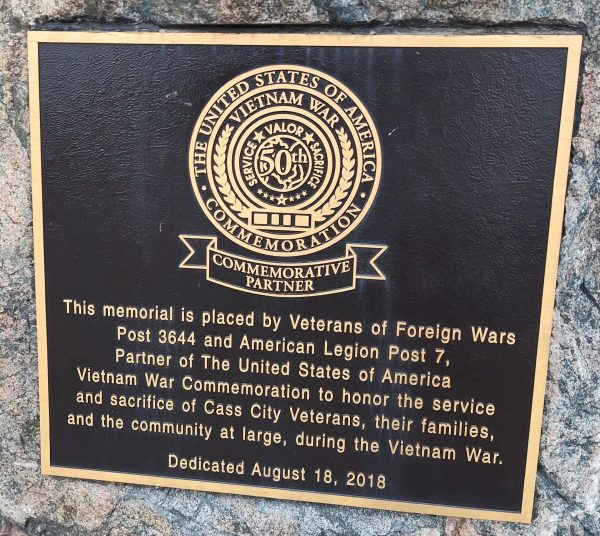 THE UNITED STATES OF AMERICA
VIETNAM WAR
SERVICE VALOR SACRIFICE
50th
COMMEMORATION
COMMEMORATIVE
PARTNER
This memorial is placed by Veterans of Foreign Wars
Post 3644 and American Legion Post 7,
Partner of The United States of America
Vietnam War Commemoration to honor the service
and sacrifice of Cass City Veterans, their families,
and the community at large, during the Vietnam War.
Dedicated August 18, 2018